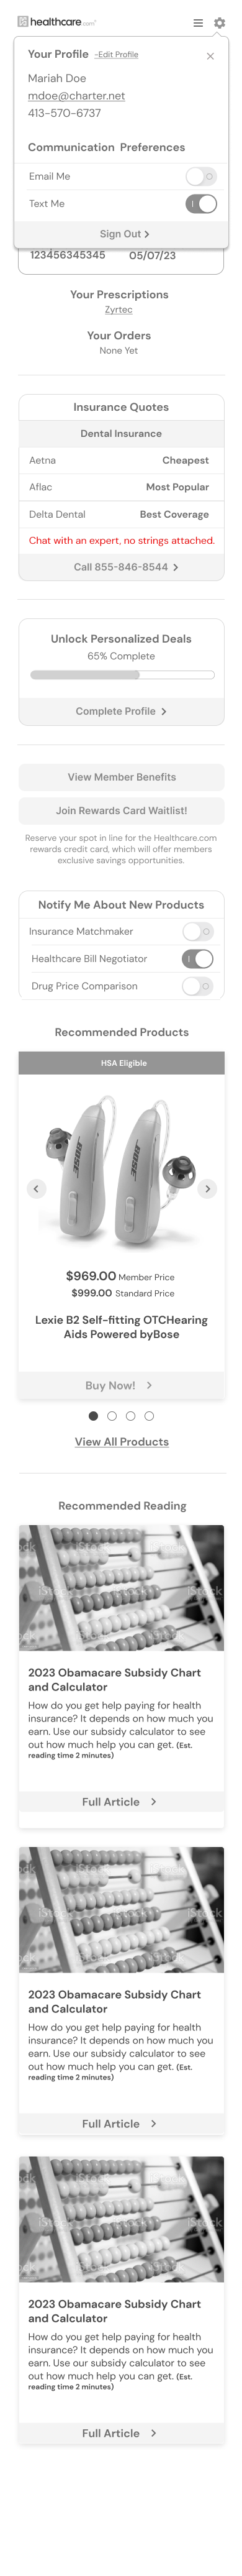 healthcare.com
Your Profile -Edit Profile
Mariah Doe
mdoe@charter.net
413-570-6737
Communication Preferences
Email Me
Text Me
Sign Out
123456345345 05/07/23
Your Prescriptions
Zyrtec
Your Orders
None Yet
Insurance Quotes
Dental Insurance
Aetna Cheapest
Aflac Most Popular
Delta Dental Best Coverage
Chat with an expert, no strings attached.
Call 855-846-8544
Unlock Personalized Deals
65% Complete
Complete Profile
View Member Benefits
Join Rewards Card Waitlist!
Reserve your spot in line for the Healthcare.com
rewards credit card, which will offer members
exclusive savings opportunities.
Notify Me About New Products
Insurance Matchmaker
Healthcare Bill Negotiator
Drug Price Comparison
Recommended Products
HSA Eligible
BOSE BOSE
$969.00 Member Price
$999.00 Standard Price
Lexie B2 Self-fitting OTCHearing
Aids Powered byBose
Buy Now!
View All Products
Recommended Reading
iStock
2023 Obamacare Subsidy Chart
and Calculator
How do you get help paying for health
insurance? It depends on how much you
earn. Use our subsidy calculator to see
out how much help you can get. (Est.
reading time 2 minutes)
Full Article
iStock
2023 Obamacare Subsidy Chart
and Calculator
How do you get help paying for health
insurance? It depends on how much you
earn. Use our subsidy calculator to see
out how much help you can get. (Est.
reading time 2 minutes)
Full Article
iStock
2023 Obamacare Subsidy Chart
and Calculator
How do you get help paying for health
insurance? It depends on how much you
earn. Use our subsidy calculator to see
out how much help you can get. (Est.
reading time 2 minutes)
Full Article